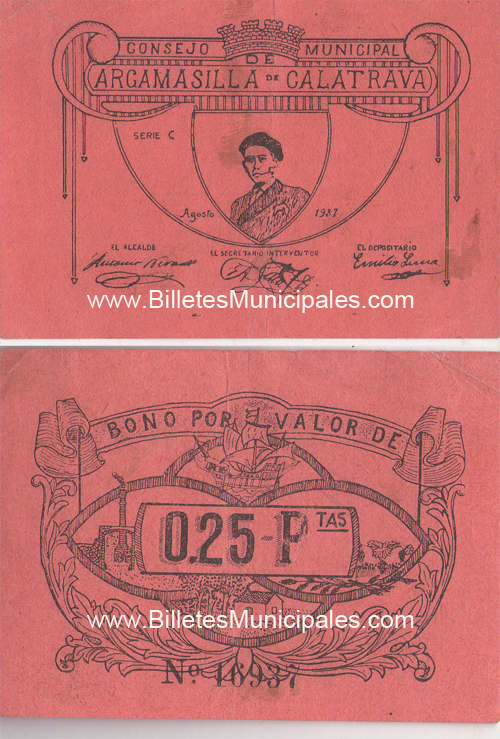 CONSEJO MUNICIPAL
DE
ARGAMASILLA DE CALATRAVA
SERIE C
Agosto 1937
EL ALCALDE EL SECRETARIO INTERVENTOR EL DEPOSITARIO
Emilio Luna
www.BilletesMunicipales.com
BONO POR VALOR DE
0.25 - P TAS
www.BilletesMunicipales.com
No. 16937